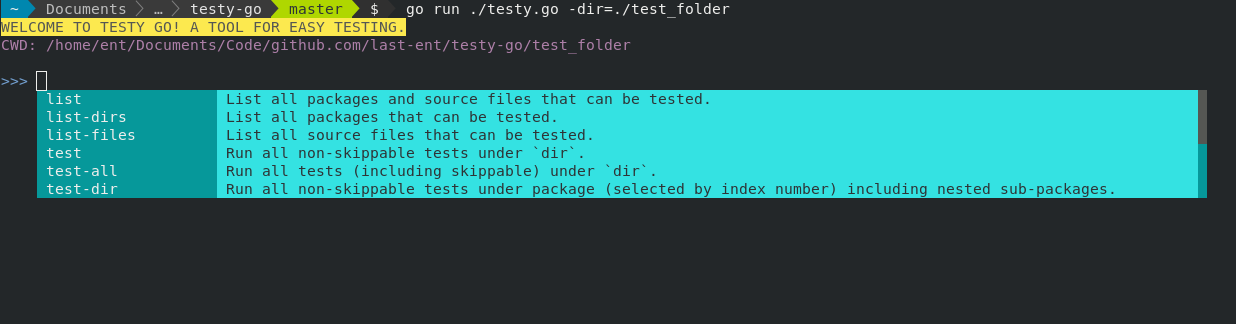 ~ Documents … testy-go master $ go run ./testy.go -dir=./test_folder
WELCOME TO TESTY GO! A TOOL FOR EASY TESTING.
CWD: /home/ent/Documents/Code/github.com/last-ent/testy-go/test_folder
>>>
list List all packages and source files that can be tested.
list-dirs List all packages that can be tested.
list-files List all source files that can be tested.
test Run all non-skippable tests under `dir`.
test-all Run all tests (including skippable) under `dir`.
test-dir Run all non-skippable tests under package (selected by index number) including nested sub-packages.